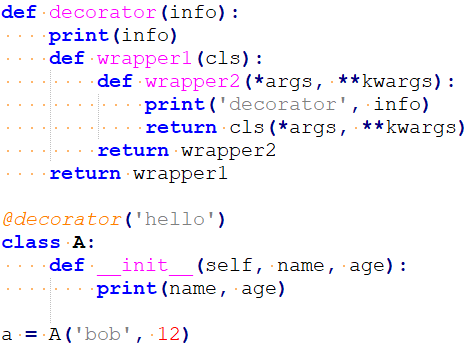 def decorator(info):
    print(info)
    def wrapper1(cls):
        def wrapper2(*args, **kwargs):
            print('decorator', info)
            return cls(*args, **kwargs)
        return wrapper2
    return wrapper1

@decorator('hello')
class A:
    def __init__(self, name, age):
        print(name, age)

a = A('bob', 12)